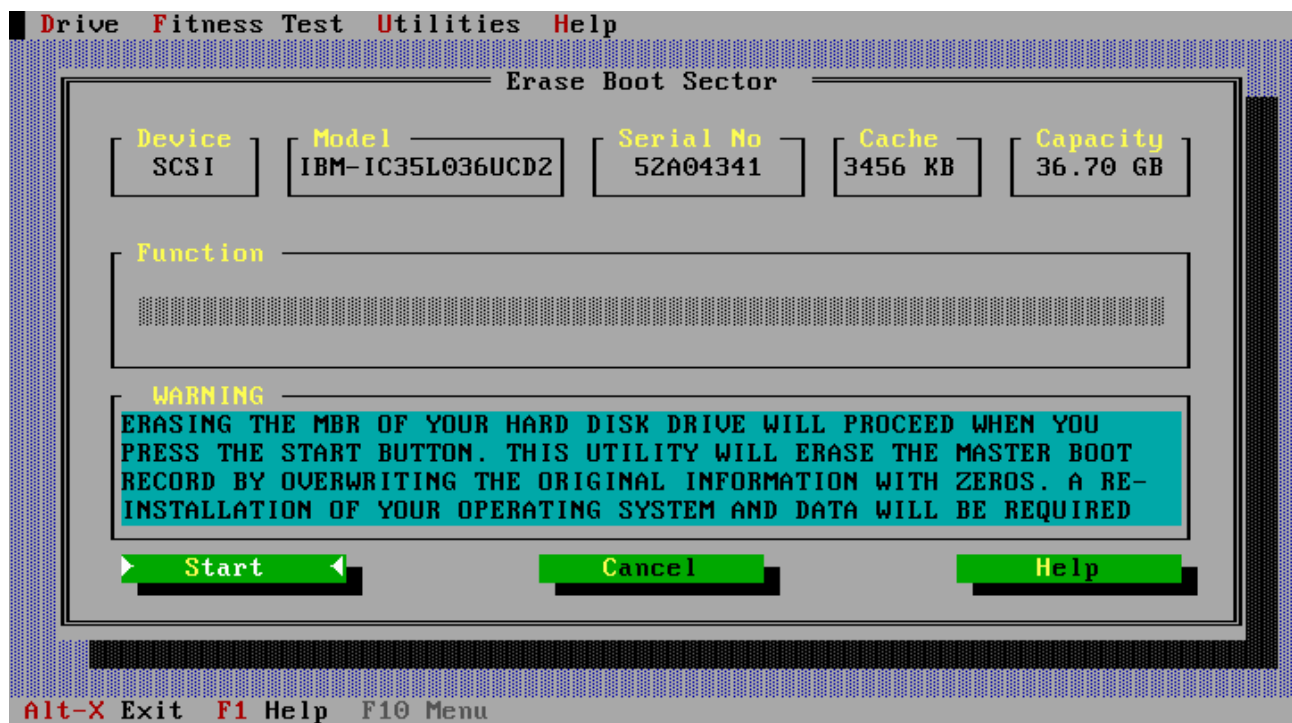 Drive Fitness Test Utilities Help
Erase Boot Sector
Device Model Serial No Cache Capacity
SCSI IBM-IC35L036UCD2 52A04341 3456 KB 36.70 GB
Function
WARNING
ERASING THE MBR OF YOUR HARD DISK DRIVE WILL PROCEED WHEN YOU
PRESS THE START BUTTON. THIS UTILITY WILL ERASE THE MASTER BOOT
RECORD BY OVERWRITING THE ORIGINAL INFORMATION WITH ZEROS. A RE-
INSTALLATION OF YOUR OPERATING SYSTEM AND DATA WILL BE REQUIRED
Start Cancel Help
Alt-X Exit F1 Help F10 Menu